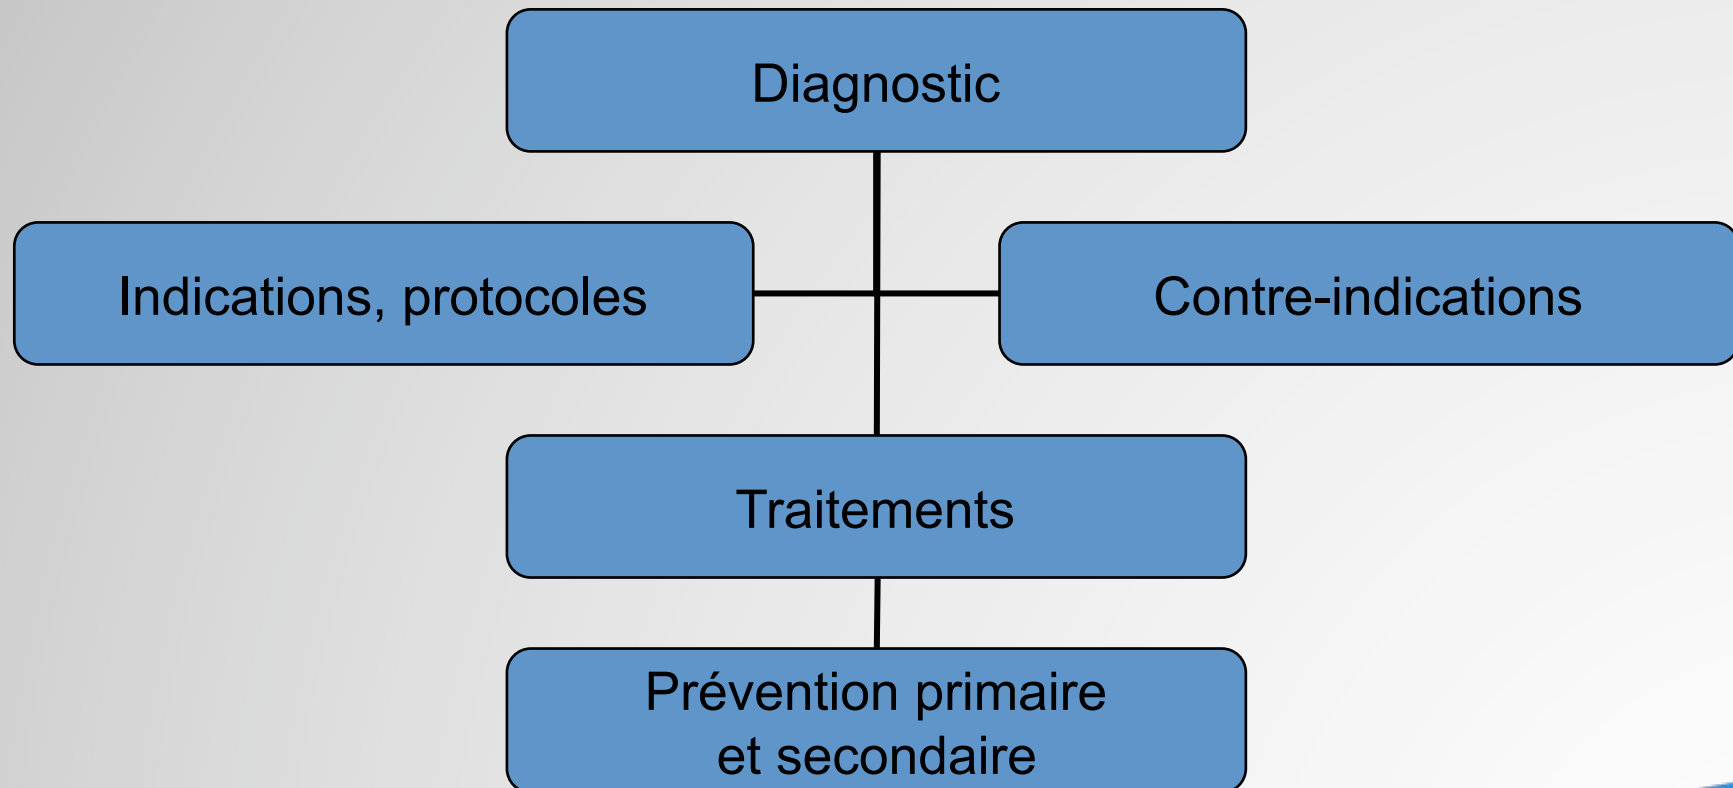 Diagnostic
Indications, protocoles
Contre-indications
Traitements
Prévention primaire
et secondaire